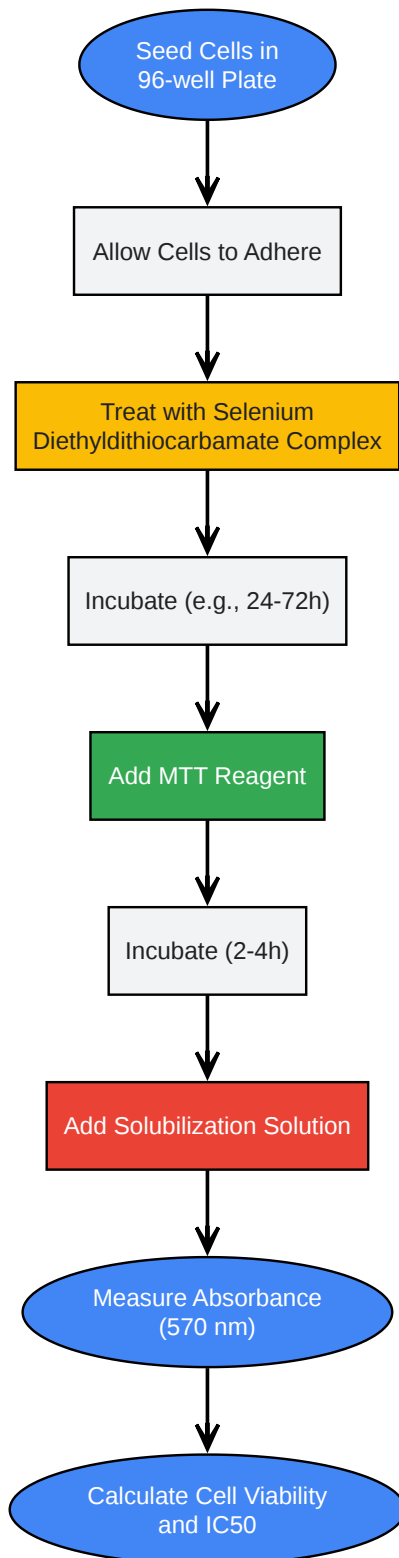 Seed Cells in
96-well Plate
Allow Cells to Adhere
Treat with Selenium
Diethyldithiocarbamate Complex
Incubate (e.g., 24-72h)
Add MTT Reagent
Incubate (2-4h)
Add Solubilization Solution
Measure Absorbance
(570 nm)
Calculate Cell Viability
and IC50